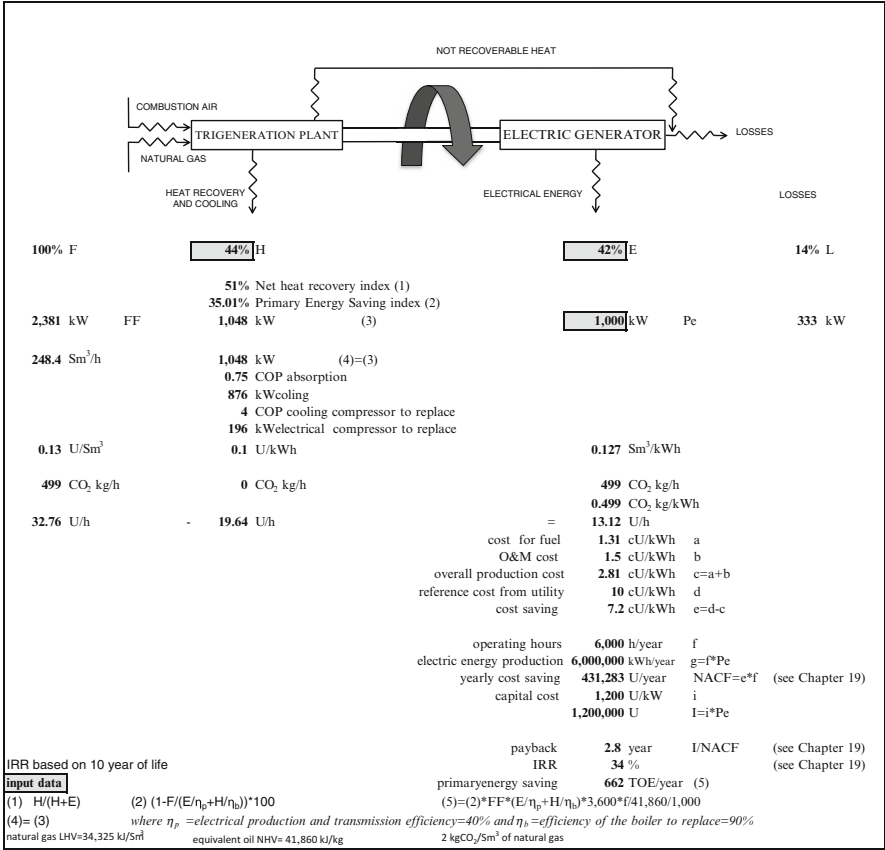 NOT RECOVERABLE HEAT
COMBUSTION AIR
TRIGENERATION PLANT
ELECTRIC GENERATOR
LOSSES
NATURAL GAS
HEAT RECOVERY
AND COOLING
ELECTRICAL ENERGY
LOSSES
100% F 44% H 42% E 14% L
51% Net heat recovery index (1)
35.01% Primary Energy Saving index (2)
2,381 kW FF 1,048 kW (3) 1,000 kW Pe 333 kW
248.4 Sm³/h 1,048 kW (4)=(3)
0.75 COP absorption
876 kWcoling
4 COP cooling compressor to replace
196 kWelectrical compressor to replace
0.13 U/Sm³ 0.1 U/kWh 0.127 Sm³/kWh
499 CO₂ kg/h 0 CO₂ kg/h 499 CO₂ kg/h
0.499 CO₂ kg/kWh
32.76 U/h - 19.64 U/h = 13.12 U/h
cost for fuel 1.31 cU/kWh a
O&M cost 1.5 cU/kWh b
overall production cost 2.81 cU/kWh c=a+b
reference cost from utility 10 cU/kWh d
cost saving 7.2 cU/kWh e=d-c
operating hours 6,000 h/year f
electric energy production 6,000,000 kWh/year g=f*Pe
yearly cost saving 431,283 U/year NACF=e*f (see Chapter 19)
capital cost 1,200 U/kW i
1,200,000 U I=i*Pe
payback 2.8 year I/NACF (see Chapter 19)
IRR based on 10 year of life IRR 34 % (see Chapter 19)
input data primaryenergy saving 662 TOE/year (5)
(1) H/(H+E) (2) (1-F/(E/ηp+H/ηb))*100 (5)=(2)*FF*(E/ηp+H/ηb)*3,600*f/41,860/1,000
(4)= (3) where ηp =electrical production and transmission efficiency=40% and ηb =efficiency of the boiler to replace=90%
natural gas LHV=34,325 kJ/Sm³ equivalent oil NHV= 41,860 kJ/kg 2 kgCO₂/Sm³ of natural gas